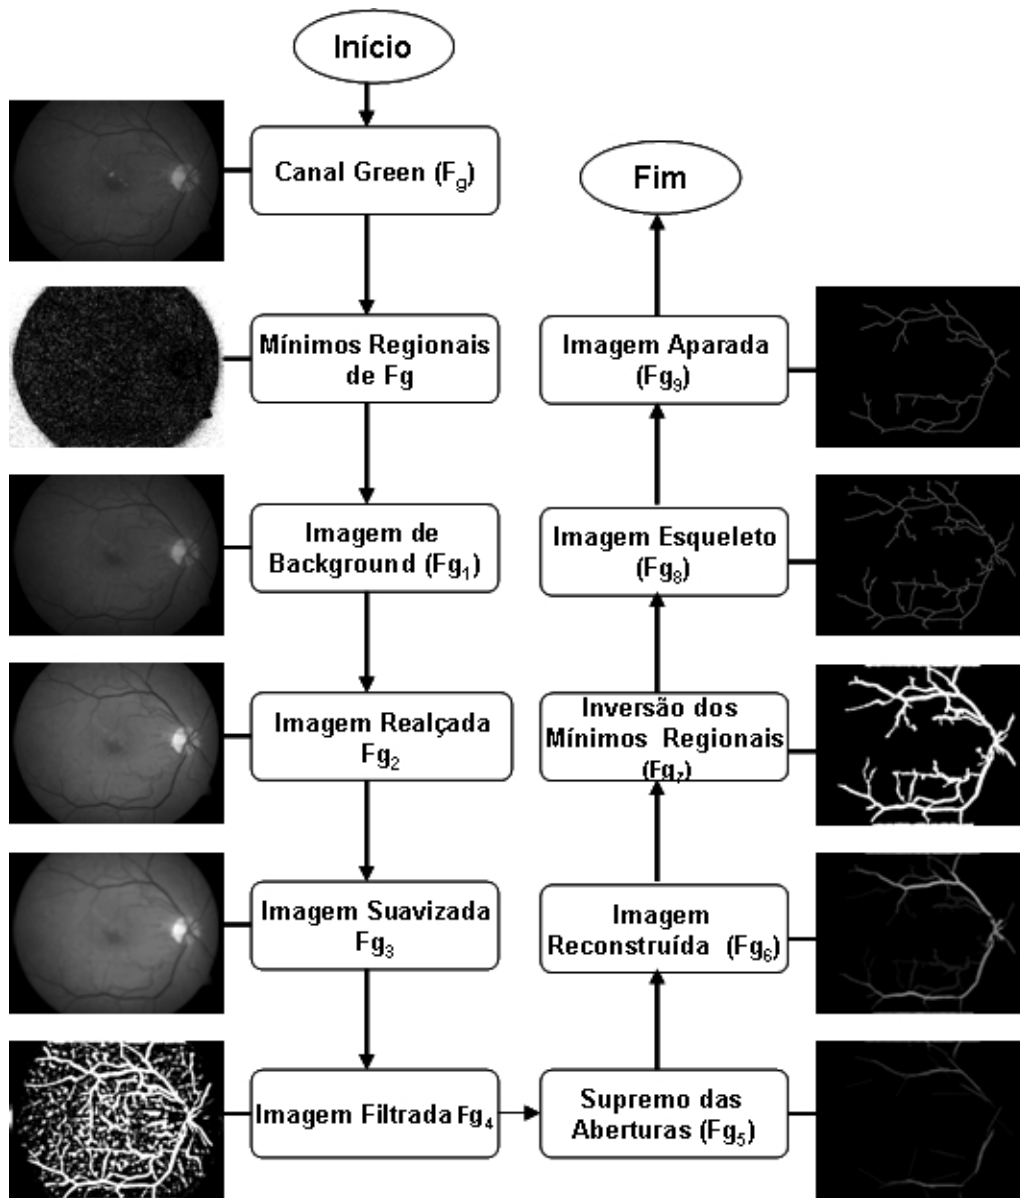 Início
Canal Green (Fg)
Mínimos Regionais
de Fg
Imagem de
Background (Fg1)
Imagem Realçada
Fg2
Imagem Suavizada
Fg3
Imagem Filtrada Fg4
Supremo das
Aberturas (Fg5)
Imagem
Reconstruída (Fg6)
Inversão dos
Mínimos Regionais
(Fg7)
Imagem Esqueleto
(Fg8)
Imagem Aparada
(Fg9)
Fim